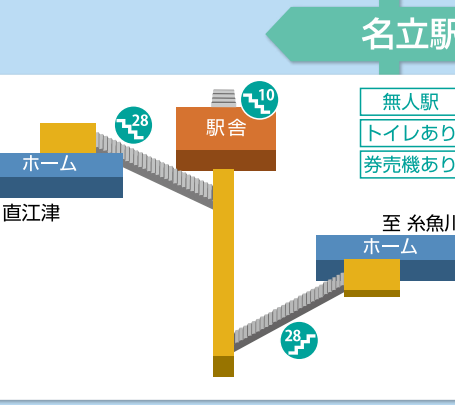 名立駅
10
28
駅舎
無人駅
トイレあり
券売機あり
ホーム
直江津
至 糸魚川
ホーム
28